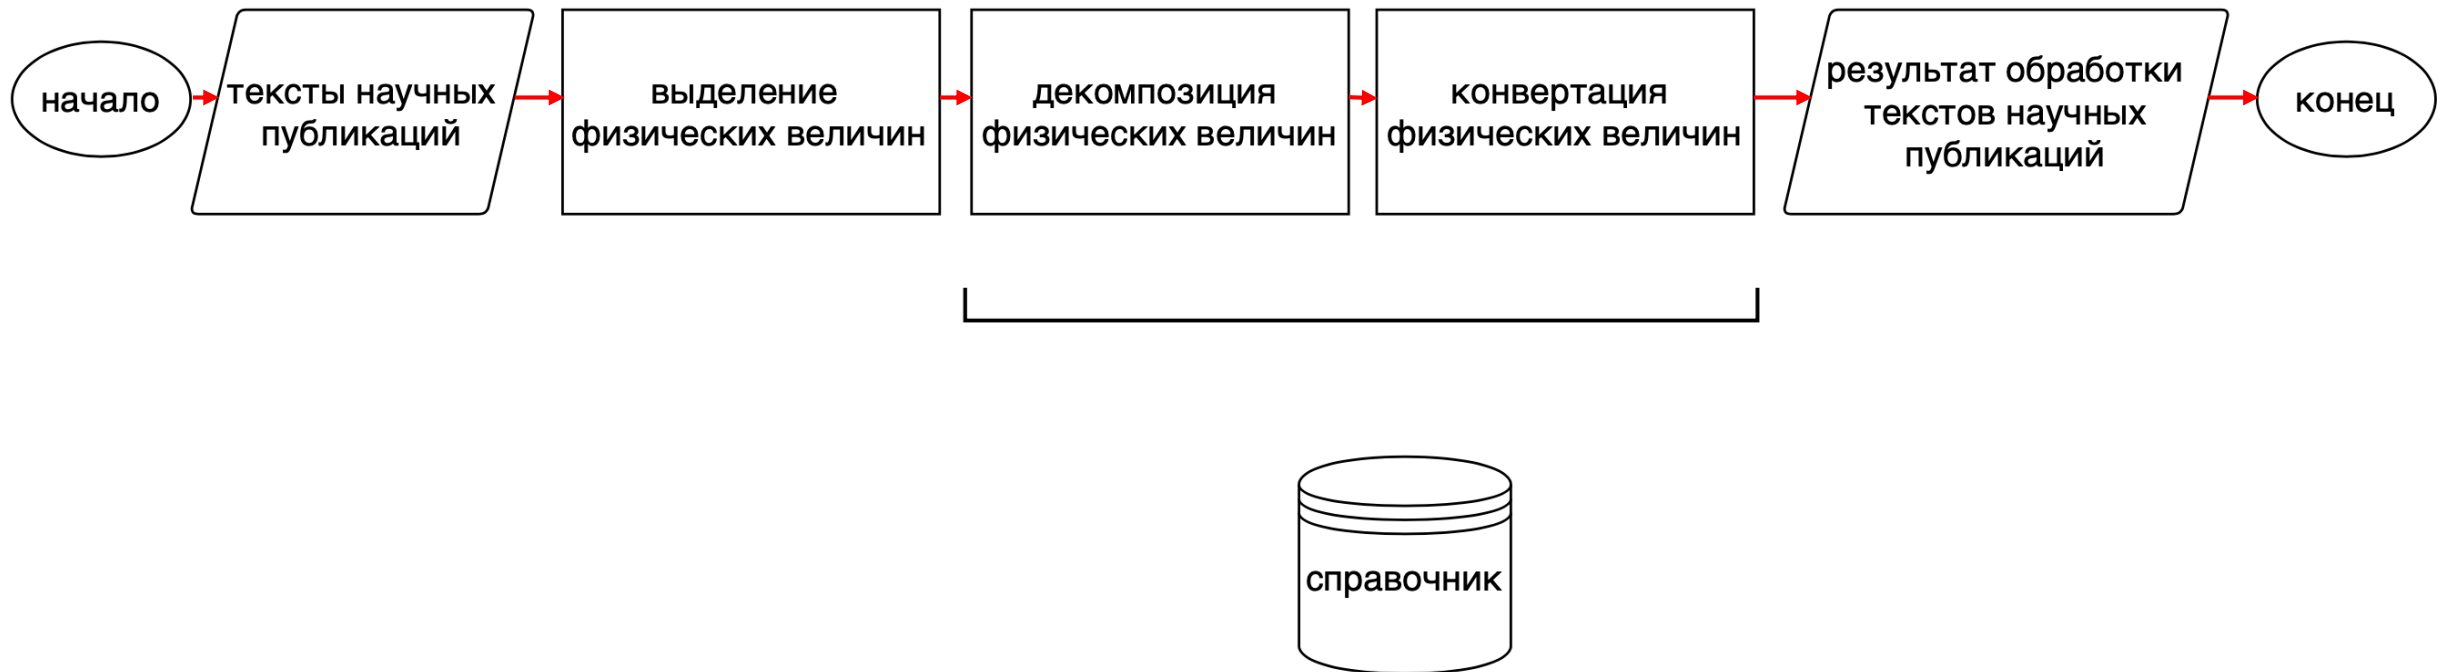 начало
тексты научных
публикаций
выделение
физических величин
декомпозиция
физических величин
конвертация
физических величин
результат обработки
текстов научных
публикаций
конец
справочник